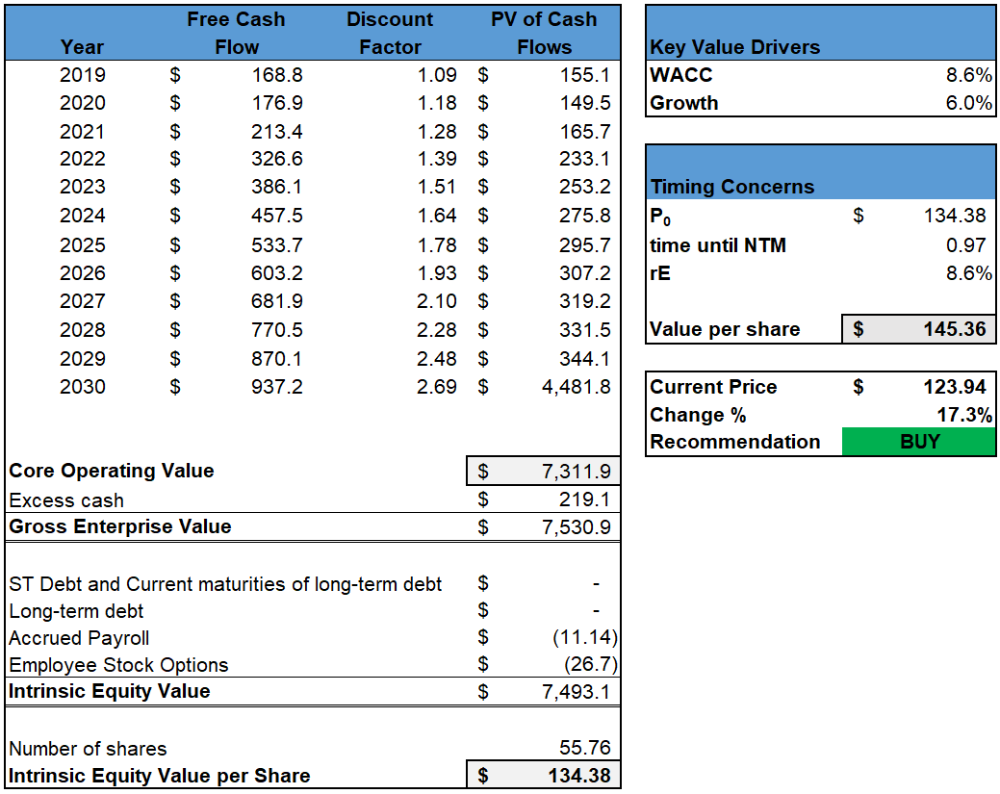 Year Free Cash Flow Discount Factor PV of Cash Flows
2019 $ 168.8 1.09 $ 155.1
2020 $ 176.9 1.18 $ 149.5
2021 $ 213.4 1.28 $ 165.7
2022 $ 326.6 1.39 $ 233.1
2023 $ 386.1 1.51 $ 253.2
2024 $ 457.5 1.64 $ 275.8
2025 $ 533.7 1.78 $ 295.7
2026 $ 603.2 1.93 $ 307.2
2027 $ 681.9 2.10 $ 319.2
2028 $ 770.5 2.28 $ 331.5
2029 $ 870.1 2.48 $ 344.1
2030 $ 937.2 2.69 $ 4,481.8
Core Operating Value $ 7,311.9
Excess cash $ 219.1
Gross Enterprise Value $ 7,530.9
ST Debt and Current maturities of long-term debt $ -
Long-term debt $ -
Accrued Payroll $ (11.14)
Employee Stock Options $ (26.7)
Intrinsic Equity Value $ 7,493.1
Number of shares 55.76
Intrinsic Equity Value per Share $ 134.38
Key Value Drivers
WACC 8.6%
Growth 6.0%
Timing Concerns
P₀ $ 134.38
time until NTM 0.97
rE 8.6%
Value per share $ 145.36
Current Price $ 123.94
Change % 17.3%
Recommendation BUY